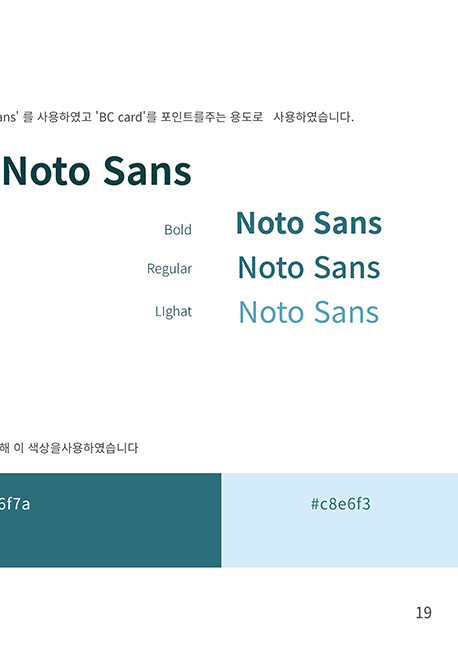 ans' 를 사용하였고 'BC card'를 포인트를주는 용도로 사용하였습니다.
Noto Sans
Bold Noto Sans
Regular Noto Sans
LIghat Noto Sans
해 이 색상을사용하였습니다
6f7a #c8e6f3
19